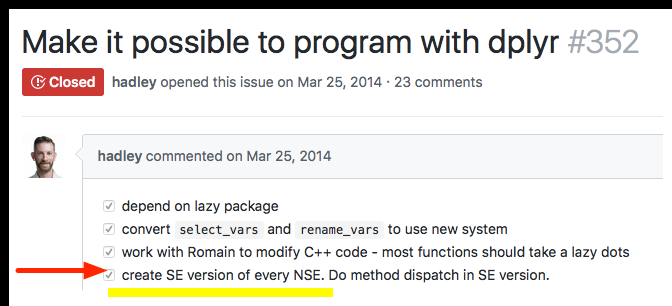 Make it possible to program with dplyr #352
Closed hadley opened this issue on Mar 25, 2014 · 23 comments
hadley commented on Mar 25, 2014
depend on lazy package
convert select_vars and rename_vars to use new system
work with Romain to modify C++ code - most functions should take a lazy dots
create SE version of every NSE. Do method dispatch in SE version.